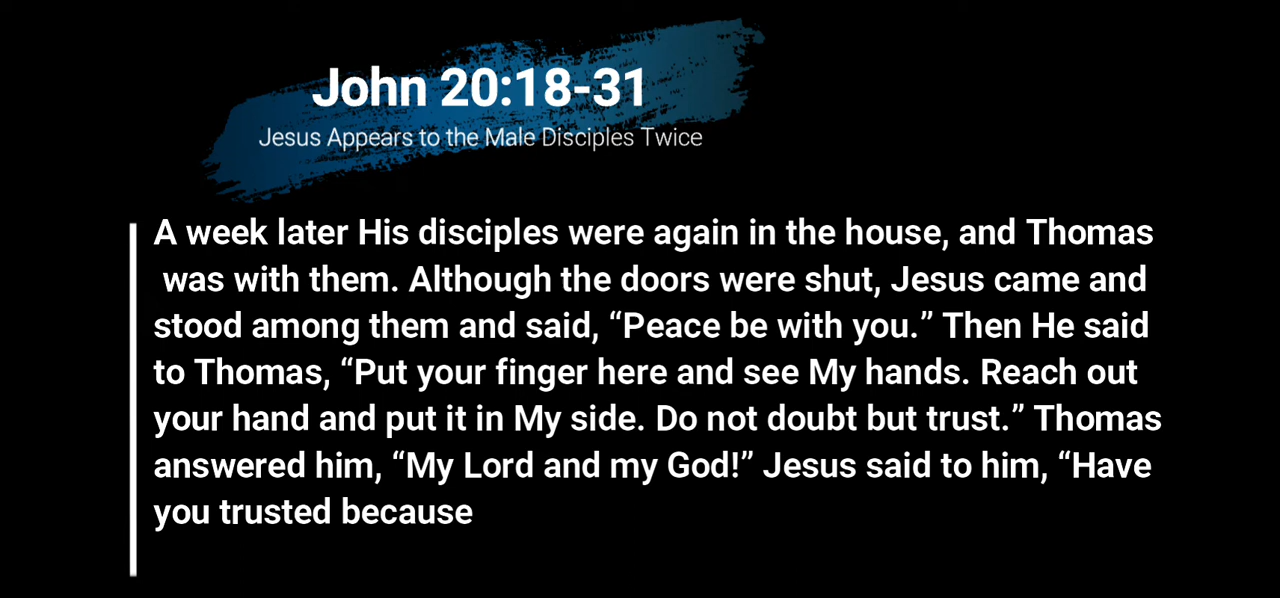 John 20:18-31
Jesus Appears to the Male Disciples Twice
A week later His disciples were again in the house, and Thomas
was with them. Although the doors were shut, Jesus came and
stood among them and said, “Peace be with you.” Then He said
to Thomas, “Put your finger here and see My hands. Reach out
your hand and put it in My side. Do not doubt but trust.” Thomas
answered him, “My Lord and my God!” Jesus said to him, “Have
you trusted because